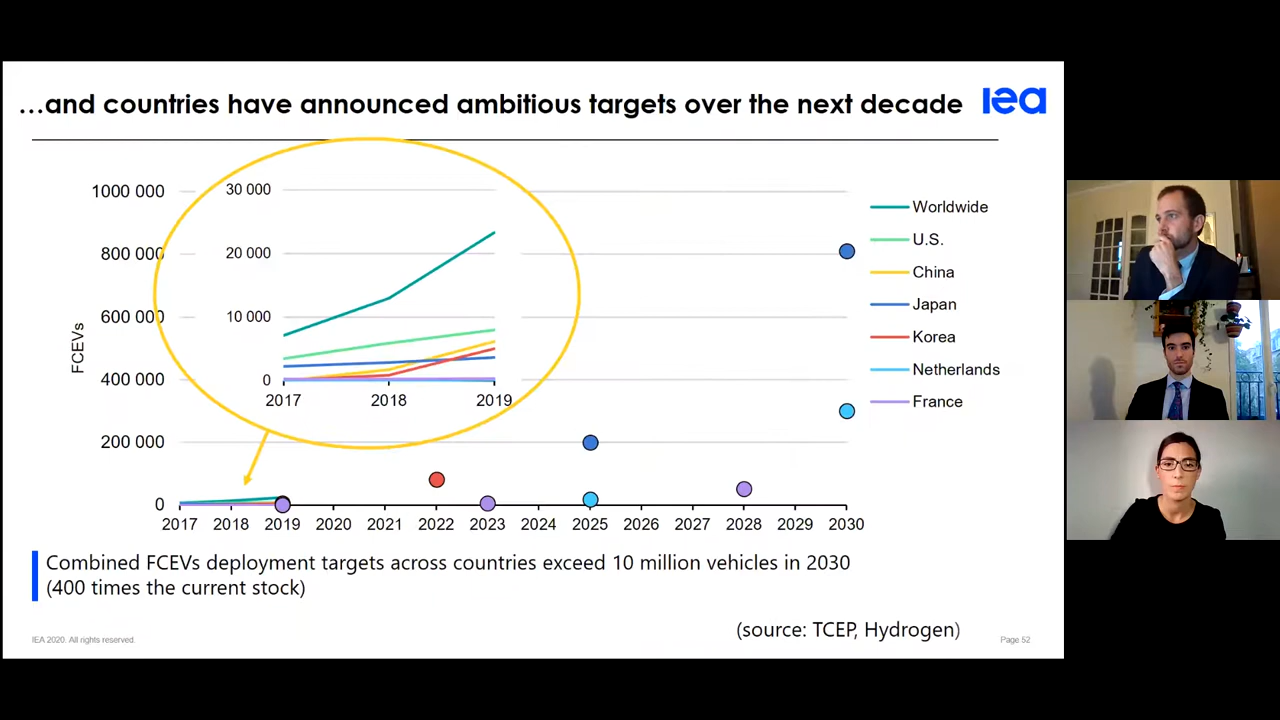 …and countries have announced ambitious targets over the next decade
iea
FCEVs
1000 000
800 000
600 000
400 000
200 000
0
2017 2018 2019 2020 2021 2022 2023 2024 2025 2026 2027 2028 2029 2030
30 000
20 000
10 000
0
2017 2018 2019
Worldwide
U.S.
China
Japan
Korea
Netherlands
France
Combined FCEVs deployment targets across countries exceed 10 million vehicles in 2030
(400 times the current stock)
(source: TCEP, Hydrogen)
IEA 2020. All rights reserved.
Page 52